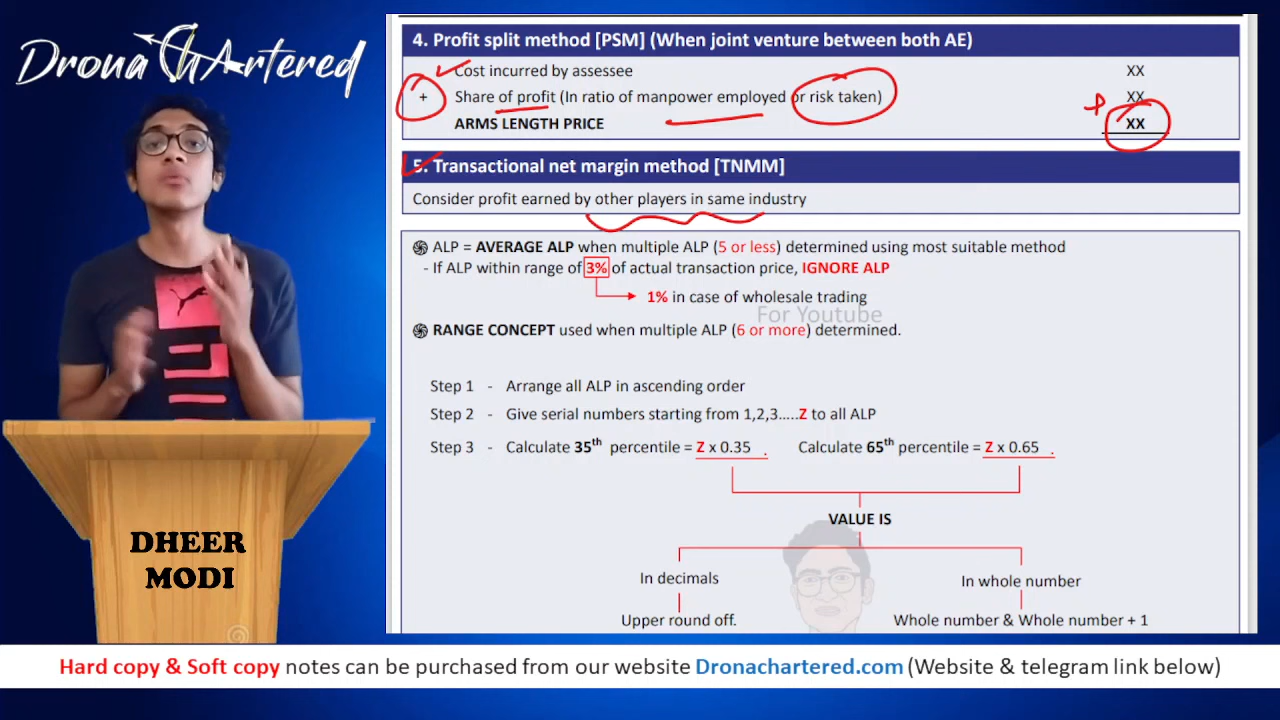 Drona CHArtered
4. Profit split method [PSM] (When joint venture between both AE)
Cost incurred by assessee XX
+ Share of profit (In ratio of manpower employed or risk taken) XX
ARMS LENGTH PRICE XX
5. Transactional net margin method [TNMM]
Consider profit earned by other players in same industry
ALP = AVERAGE ALP when multiple ALP (5 or less) determined using most suitable method
- If ALP within range of 3% of actual transaction price, IGNORE ALP
1% in case of wholesale trading
For Youtube
RANGE CONCEPT used when multiple ALP (6 or more) determined.
Step 1 - Arrange all ALP in ascending order
Step 2 - Give serial numbers starting from 1,2,3.....Z to all ALP
Step 3 - Calculate 35th percentile = Z x 0.35 . Calculate 65th percentile = Z x 0.65 .
VALUE IS
In decimals In whole number
Upper round off. Whole number & Whole number + 1
DHEER
MODI
Hard copy & Soft copy notes can be purchased from our website Dronachartered.com (Website & telegram link below)